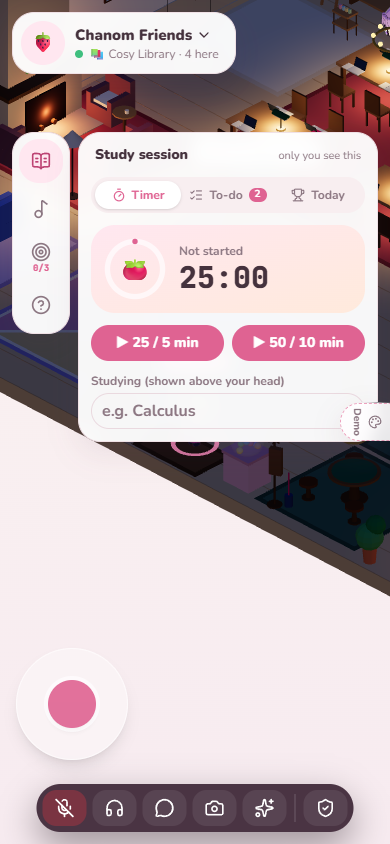 Chanom Friends
Cosy Library · 4 here
Study session
only you see this
Timer
To-do 2
Today
Not started
25:00
25 / 5 min
50 / 10 min
0/3
Studying (shown above your head)
e.g. Calculus
Demo